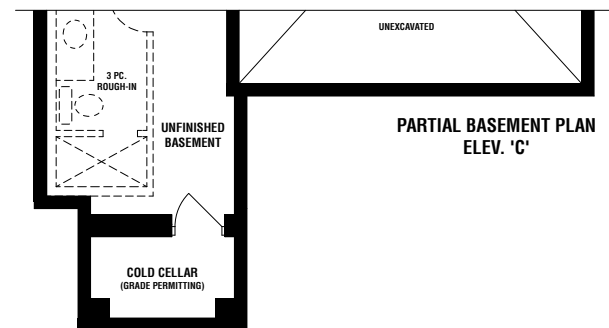 UNEXCAVATED
3 PC.
ROUGH-IN
UNFINISHED
BASEMENT
PARTIAL BASEMENT PLAN
ELEV. 'C'
COLD CELLAR
(GRADE PERMITTING)